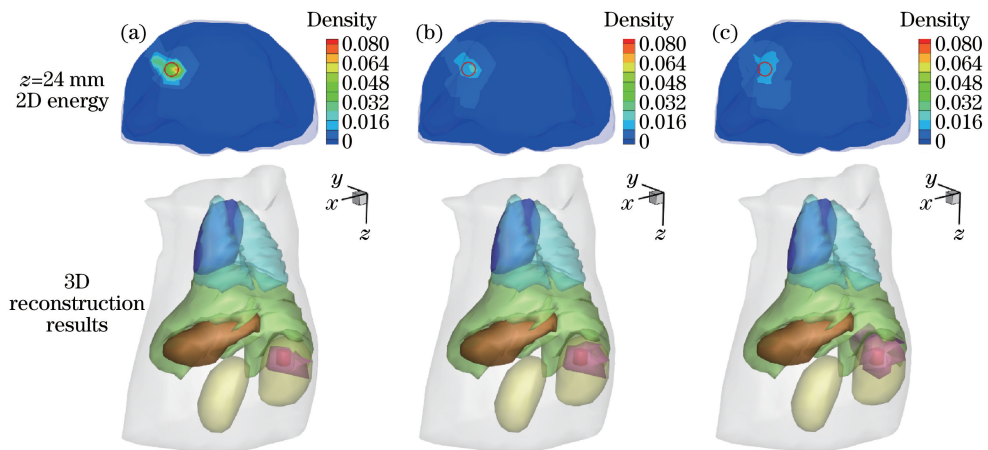 (a)
Density
0.080
0.064
0.048
0.032
0.016
0
(b)
Density
0.080
0.064
0.048
0.032
0.016
0
(c)
Density
0.080
0.064
0.048
0.032
0.016
0
z=24 mm
2D energy
y
x
z
y
x
z
y
x
z
3D
reconstruction
results